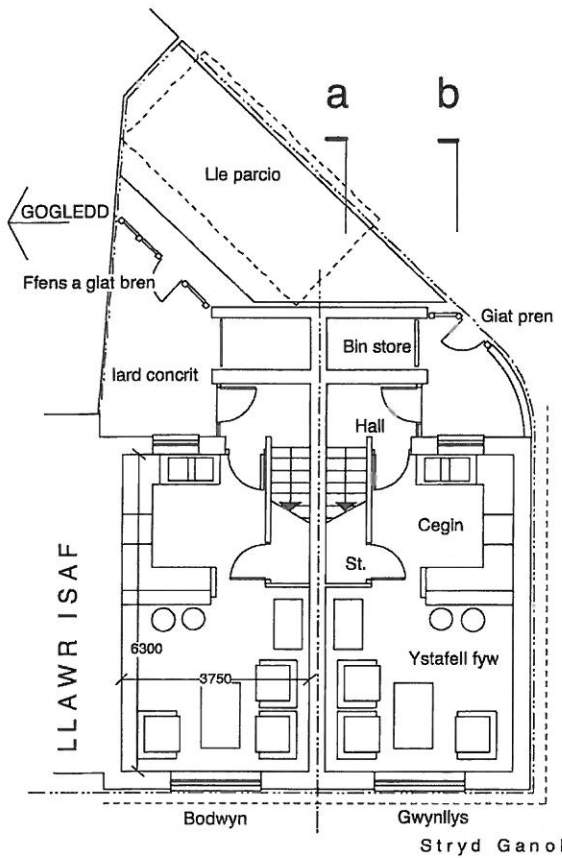 a b
Lle parcio
GOGLEDD
Ffens a giat bren
Giat pren
Bin store
Iard concrit
Hall
Cegin
St.
LLAWR ISAF
6300
3750
Ystafell fyw
Bodwyn
Gwynllys
Stryd Ganol